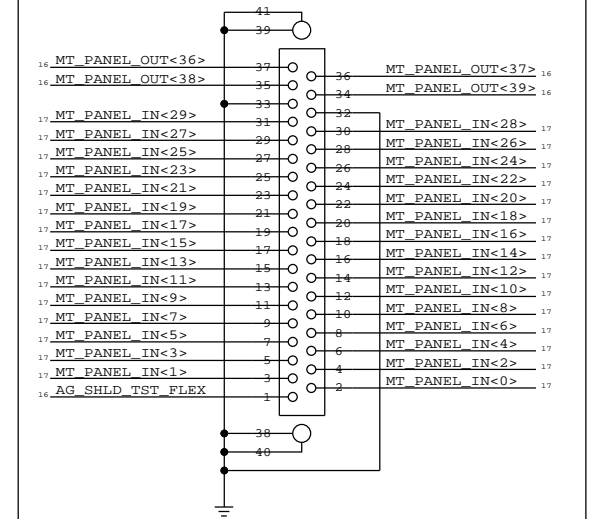 41
39
16 MT_PANEL_OUT<36> 37
36 MT_PANEL_OUT<37> 16
16 MT_PANEL_OUT<38> 35
34 MT_PANEL_OUT<39> 16
33
32
17 MT_PANEL_IN<29> 31
30 MT_PANEL_IN<28> 17
17 MT_PANEL_IN<27> 29
28 MT_PANEL_IN<26> 17
17 MT_PANEL_IN<25> 27
26 MT_PANEL_IN<24> 17
17 MT_PANEL_IN<23> 25
24 MT_PANEL_IN<22> 17
17 MT_PANEL_IN<21> 23
22 MT_PANEL_IN<20> 17
17 MT_PANEL_IN<19> 21
20 MT_PANEL_IN<18> 17
17 MT_PANEL_IN<17> 19
18 MT_PANEL_IN<16> 17
17 MT_PANEL_IN<15> 17
16 MT_PANEL_IN<14> 17
17 MT_PANEL_IN<13> 15
14 MT_PANEL_IN<12> 17
17 MT_PANEL_IN<11> 13
12 MT_PANEL_IN<10> 17
17 MT_PANEL_IN<9> 11
10 MT_PANEL_IN<8> 17
17 MT_PANEL_IN<7> 9
8 MT_PANEL_IN<6> 17
17 MT_PANEL_IN<5> 7
6 MT_PANEL_IN<4> 17
17 MT_PANEL_IN<3> 5
4 MT_PANEL_IN<2> 17
17 MT_PANEL_IN<1> 3
2 MT_PANEL_IN<0> 17
16 AG_SHLD_TST_FLEX 1
38
40